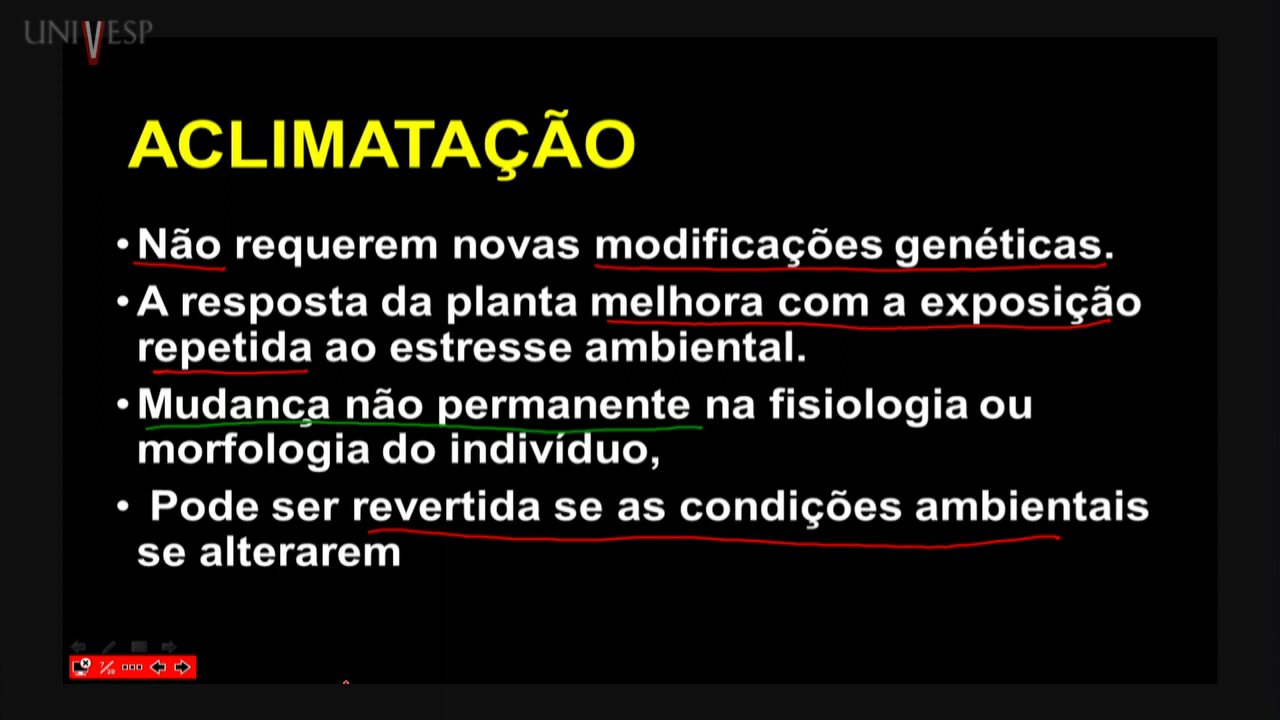 UNIVESP
ACLIMATAÇÃO
•Não requerem novas modificações genéticas.
•A resposta da planta melhora com a exposição
repetida ao estresse ambiental.
•Mudança não permanente na fisiologia ou
morfologia do indivíduo,
• Pode ser revertida se as condições ambientais
se alterarem